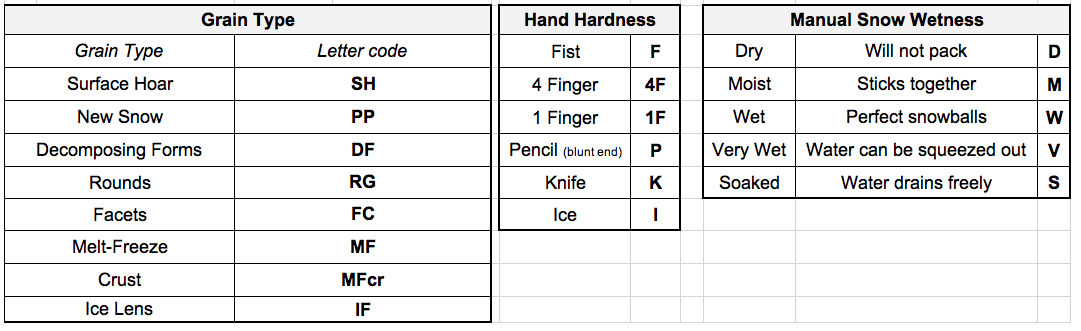 Grain Type
Grain Type Letter code
Surface Hoar SH
New Snow PP
Decomposing Forms DF
Rounds RG
Facets FC
Melt-Freeze MF
Crust MFcr
Ice Lens IF
Hand Hardness
Fist F
4 Finger 4F
1 Finger 1F
Pencil (blunt end) P
Knife K
Ice I
Manual Snow Wetness
Dry Will not pack D
Moist Sticks together M
Wet Perfect snowballs W
Very Wet Water can be squeezed out V
Soaked Water drains freely S